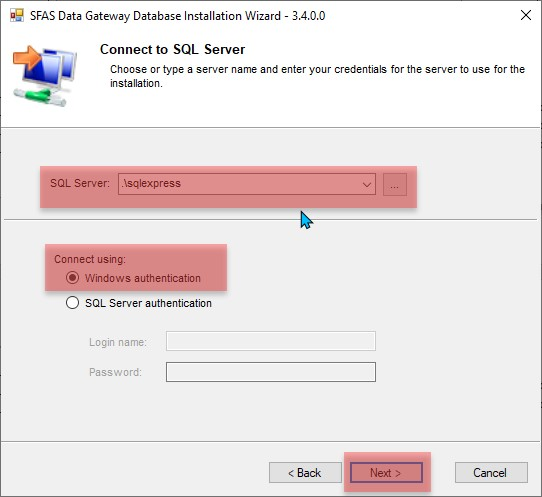 SFAS Data Gateway Database Installation Wizard - 3.4.0.0
Connect to SQL Server
Choose or type a server name and enter your credentials for the server to use for the
installation.
SQL Server: .\sqlexpress ...
Connect using:
Windows authentication
SQL Server authentication
Login name:
Password:
< Back Next > Cancel